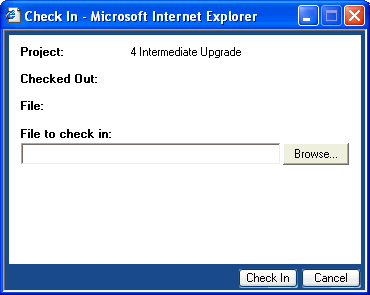 Check In - Microsoft Internet Explorer
Project: 4 Intermediate Upgrade
Checked Out:
File:
File to check in:
Browse...
Check In Cancel